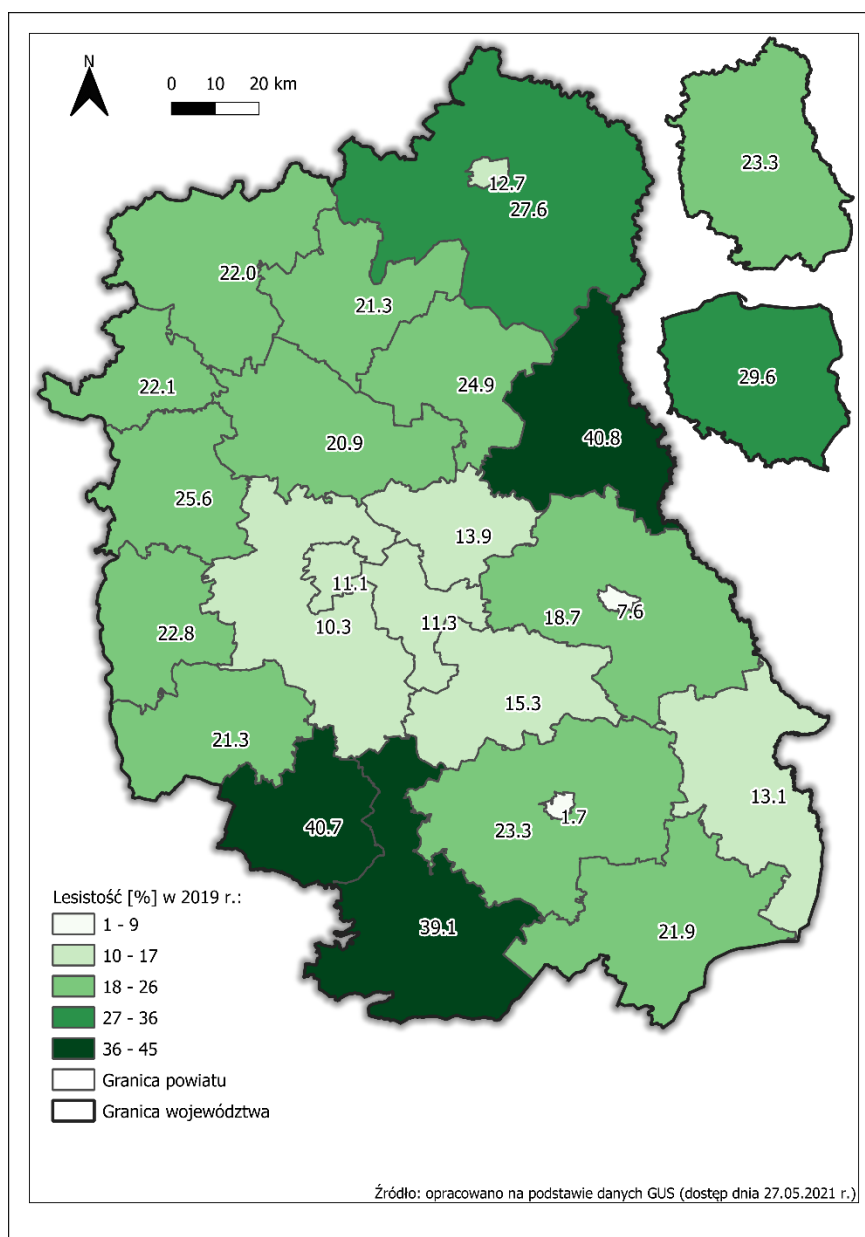 N
0 10 20 km
23.3
12.7
27.6
22.0
21.3
29.6
22.1
24.9
40.8
20.9
25.6
13.9
11.1
7.6
18.7
10.3
11.3
22.8
15.3
21.3
13.1
1.7
23.3
40.7
39.1
21.9
Lesistość [%] w 2019 r.:
1 - 9
10 - 17
18 - 26
27 - 36
36 - 45
Granica powiatu
Granica województwa
Źródło: opracowano na podstawie danych GUS (dostęp dnia 27.05.2021 r.)